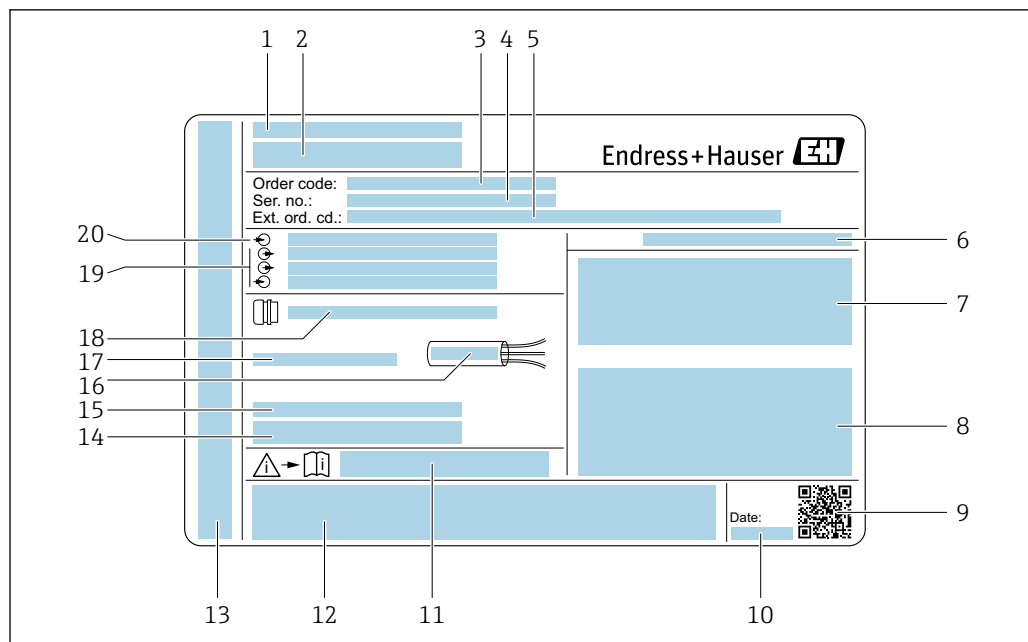 1 2 3 4 5
Endress+Hauser EH
Order code:
Ser. no.:
Ext. ord. cd.:
20
19
6
7
18
17
16
15
14
8
i i
9
Date:
13 12 11 10